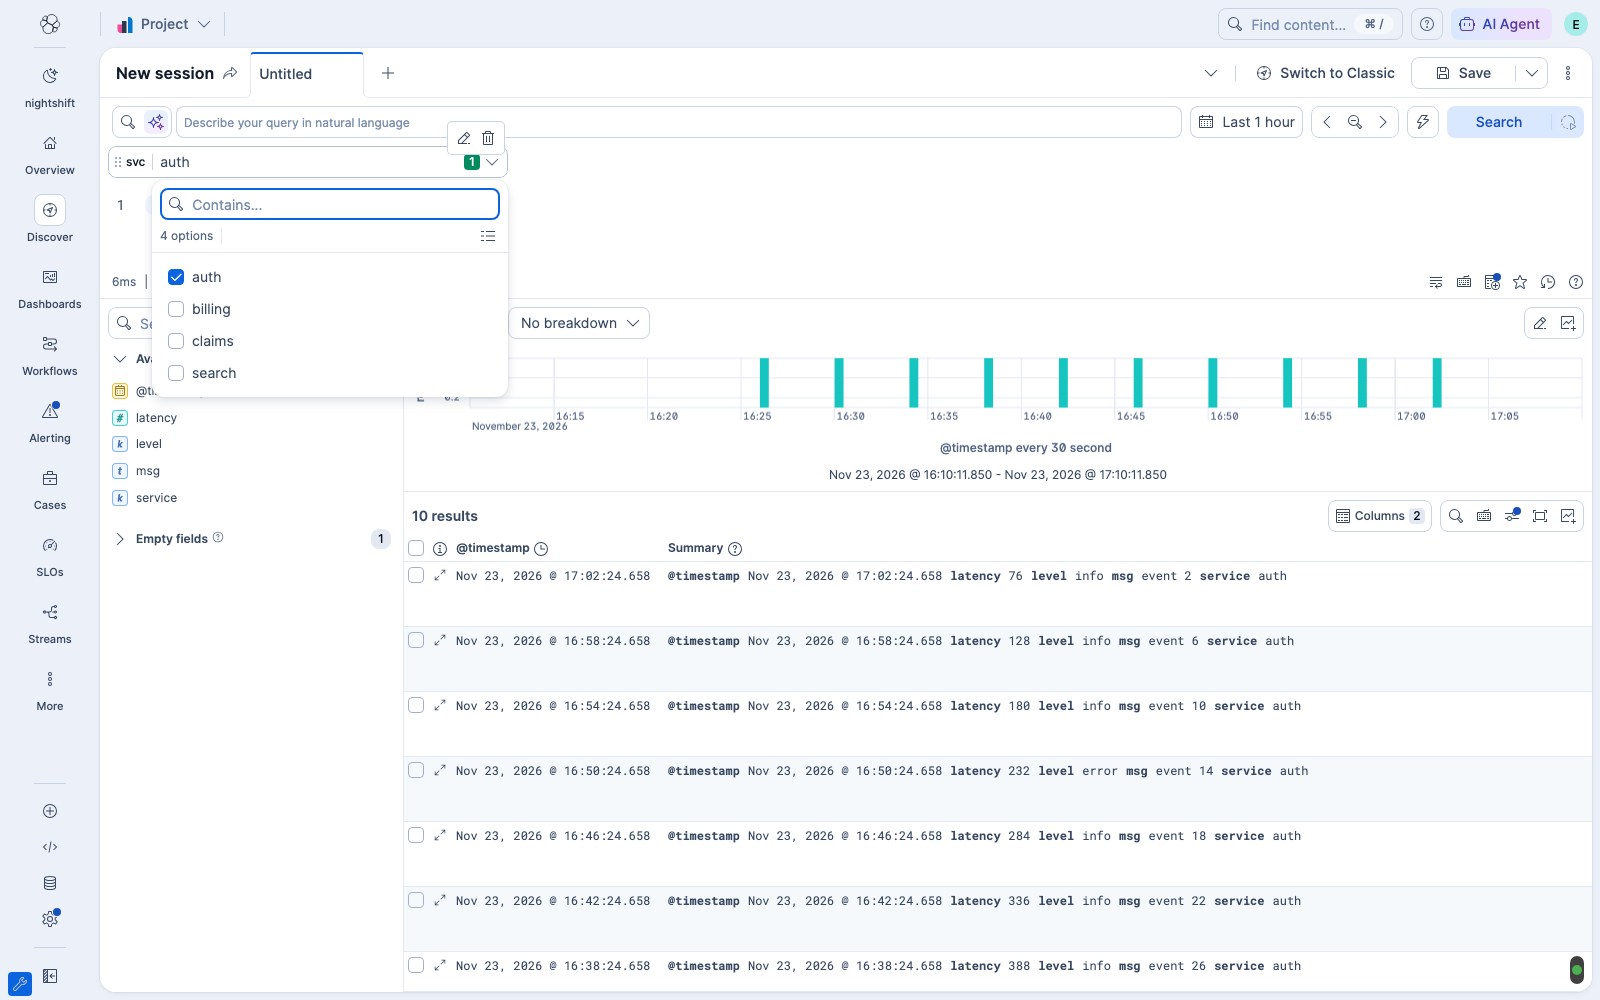 Project
Find content...
⌘ /
AI Agent
E
nightshift
Overview
Discover
Dashboards
Workflows
Alerting
Cases
SLOs
Streams
More
New session
Untitled
Switch to Classic
Save
Describe your query in natural language
Last 1 hour
Search
svc
auth
1
1
Contains...
4 options
auth
billing
claims
search
6ms
No breakdown
latency
level
msg
service
Empty fields
1
0.2
16:15
16:20
16:25
16:30
16:35
16:40
16:45
16:50
16:55
17:00
17:05
November 23, 2026
@timestamp every 30 second
Nov 23, 2026 @ 16:10:11.850 - Nov 23, 2026 @ 17:10:11.850
10 results
Columns 2
@timestamp
Summary
Nov 23, 2026 @ 17:02:24.658 @timestamp Nov 23, 2026 @ 17:02:24.658 latency 76 level info msg event 2 service auth
Nov 23, 2026 @ 16:58:24.658 @timestamp Nov 23, 2026 @ 16:58:24.658 latency 128 level info msg event 6 service auth
Nov 23, 2026 @ 16:54:24.658 @timestamp Nov 23, 2026 @ 16:54:24.658 latency 180 level info msg event 10 service auth
Nov 23, 2026 @ 16:50:24.658 @timestamp Nov 23, 2026 @ 16:50:24.658 latency 232 level error msg event 14 service auth
Nov 23, 2026 @ 16:46:24.658 @timestamp Nov 23, 2026 @ 16:46:24.658 latency 284 level info msg event 18 service auth
Nov 23, 2026 @ 16:42:24.658 @timestamp Nov 23, 2026 @ 16:42:24.658 latency 336 level info msg event 22 service auth
Nov 23, 2026 @ 16:38:24.658 @timestamp Nov 23, 2026 @ 16:38:24.658 latency 388 level info msg event 26 service auth